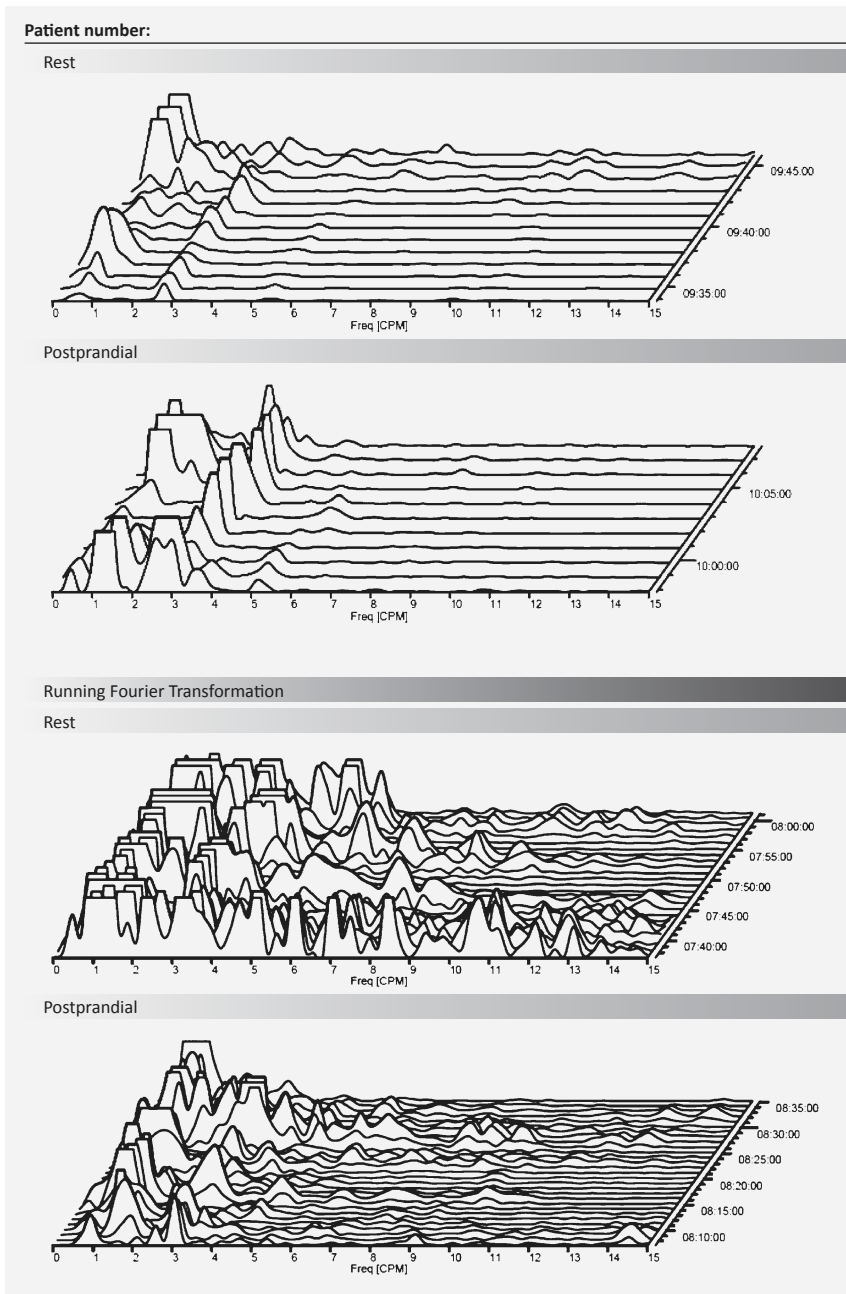 Patient number:
Rest
09:45:00
09:40:00
09:35:00
0 1 2 3 4 5 6 7 8 9 10 11 12 13 14 15
Freq [CPM]
Postprandial
10:05:00
10:00:00
0 1 2 3 4 5 6 7 8 9 10 11 12 13 14 15
Freq [CPM]
Running Fourier Transformation
Rest
08:00:00
07:55:00
07:50:00
07:45:00
07:40:00
0 1 2 3 4 5 6 7 8 9 10 11 12 13 14 15
Freq [CPM]
Postprandial
08:35:00
08:30:00
08:25:00
08:20:00
08:15:00
08:10:00
0 1 2 3 4 5 6 7 8 9 10 11 12 13 14 15
Freq [CPM]